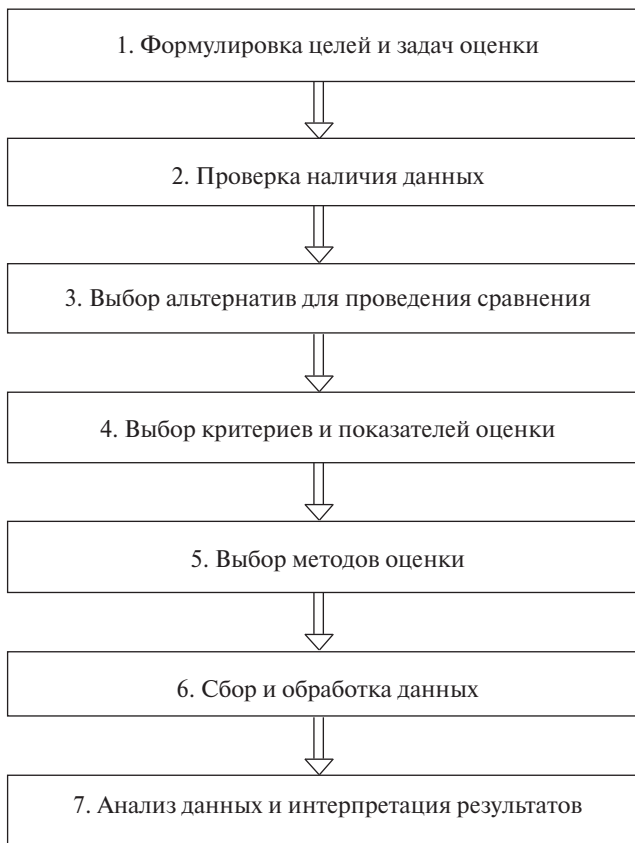 1. Формулировка целей и задач оценки
2. Проверка наличия данных
3. Выбор альтернатив для проведения сравнения
4. Выбор критериев и показателей оценки
5. Выбор методов оценки
6. Сбор и обработка данных
7. Анализ данных и интерпретация результатов